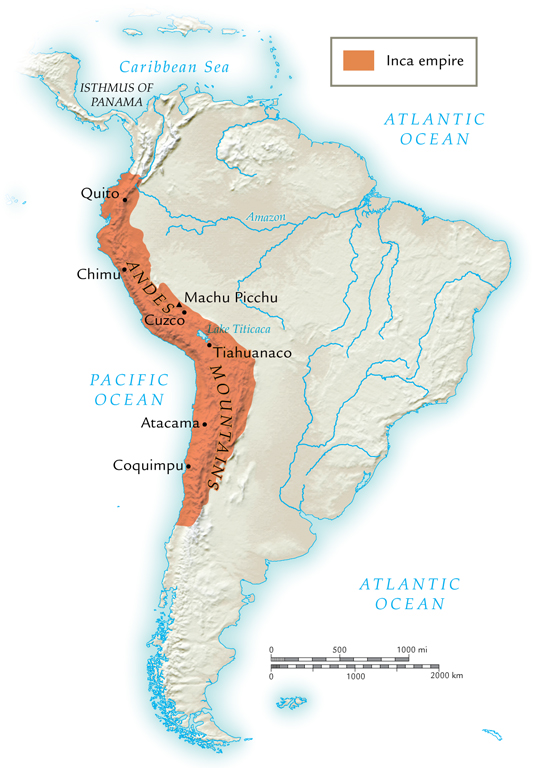 Inca empire
Caribbean Sea
ISTHMUS OF
PANAMA
ATLANTIC
OCEAN
Quito
Amazon
Chimu
ANDES
Machu Picchu
Cuzco
Lake Titicaca
Tiahuanaco
PACIFIC
OCEAN
MOUNTAINS
Atacama
Coquimpu
ATLANTIC
OCEAN
0 500 1000 mi
0 1000 2000 km